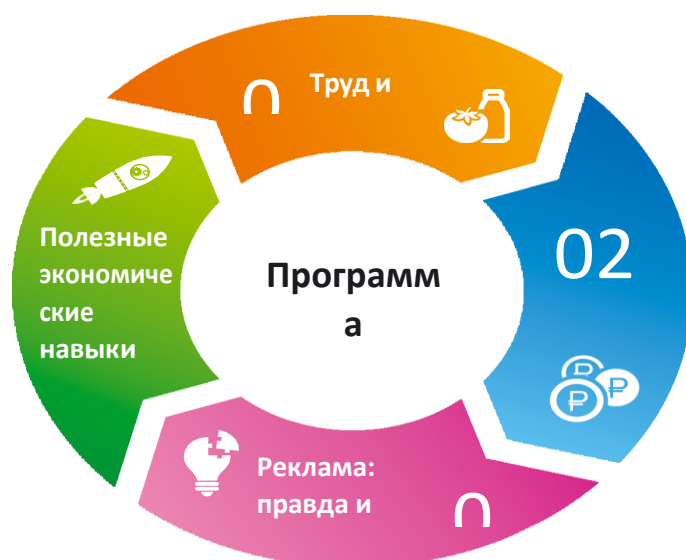 Труд и
02
Полезные
экономиче
ские
навыки
Программ
а
Реклама:
правда и